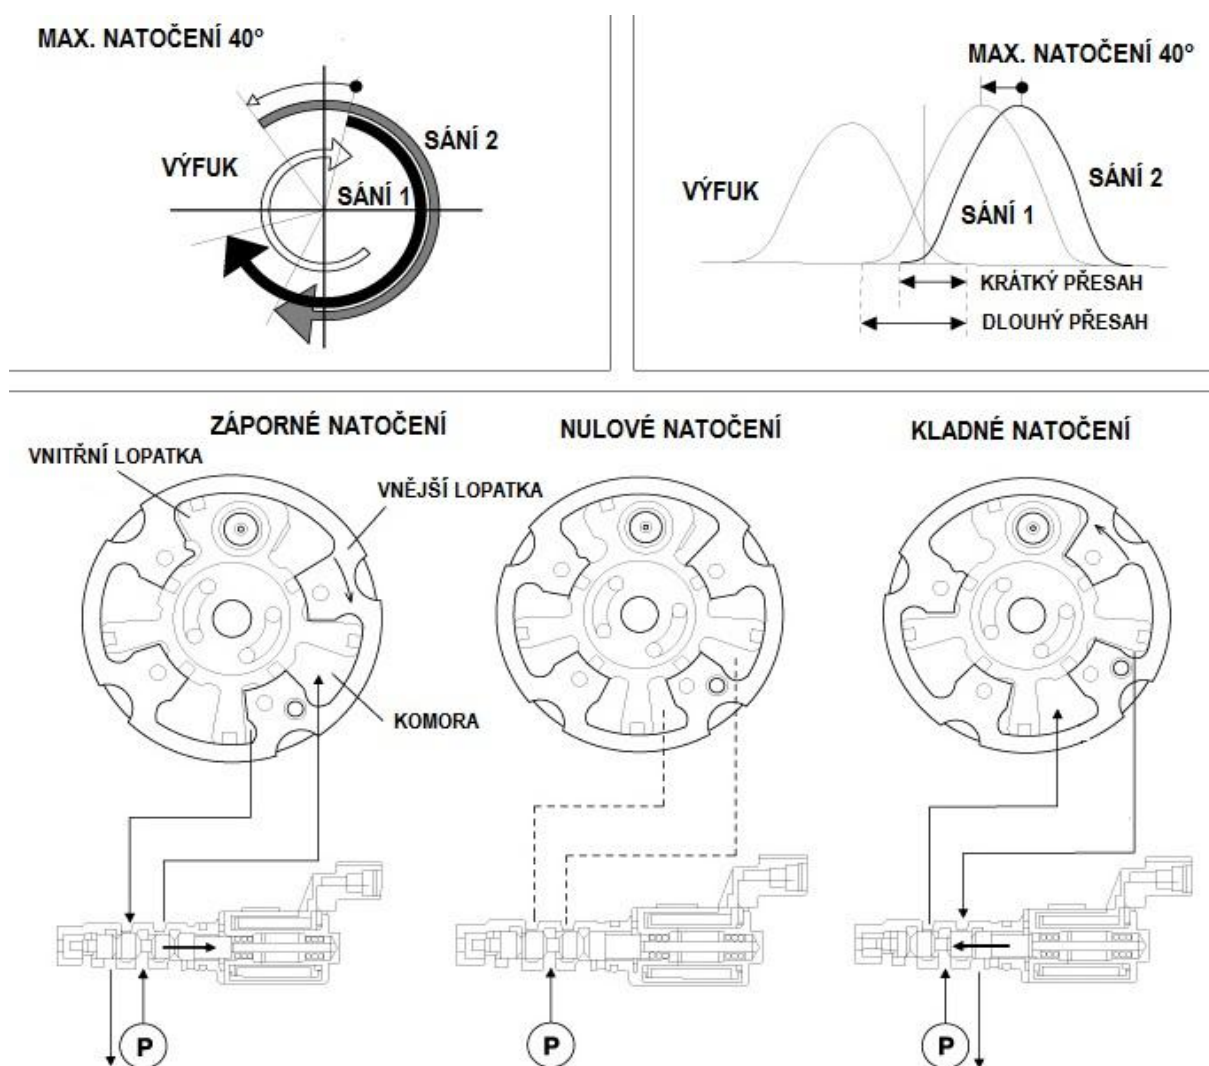 MAX. NATOČENÍ 40°
SÁNÍ 2
VÝFUK
SÁNÍ 1
MAX. NATOČENÍ 40°
VÝFUK
SÁNÍ 2
SÁNÍ 1
KRÁTKÝ PŘESAH
DLOUHÝ PŘESAH
ZÁPORNÉ NATOČENÍ
NULOVÉ NATOČENÍ
KLADNÉ NATOČENÍ
VNITŘNÍ LOPATKA
VNĚJŠÍ LOPATKA
KOMORA
P
P
P